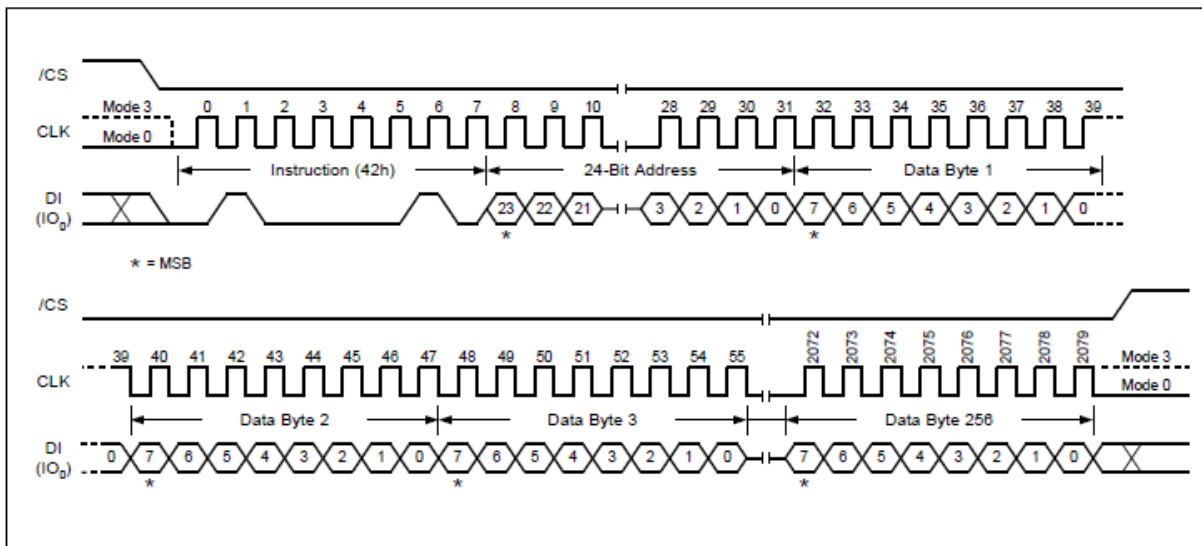 /CS
Mode 3 0 1 2 3 4 5 6 7 8 9 10 28 29 30 31 32 33 34 35 36 37 38 39
CLK
Mode 0
Instruction (42h) 24-Bit Address Data Byte 1
DI
(IO0) 23 22 21 3 2 1 0 7 6 5 4 3 2 1 0
* *
* = MSB
/CS
39 40 41 42 43 44 45 46 47 48 49 50 51 52 53 54 55 2072 2073 2074 2075 2076 2077 2078 2079 Mode 3
CLK
Mode 0
Data Byte 2 Data Byte 3 Data Byte 256
DI
(IO0) 0 7 6 5 4 3 2 1 0 7 6 5 4 3 2 1 0 7 6 5 4 3 2 1 0
* * *